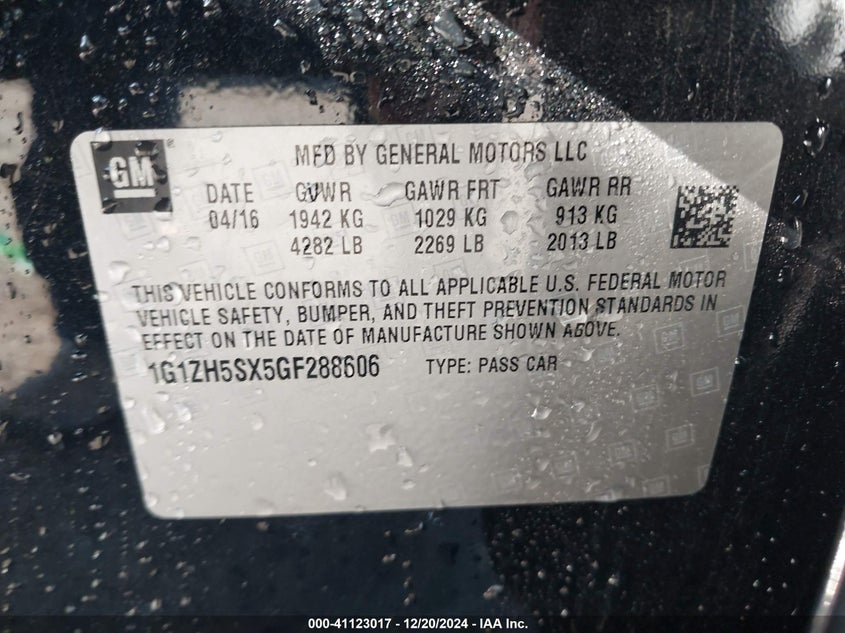 GM
MFD BY GENERAL MOTORS LLC
DATE GVWR GAWR FRT GAWR RR
04/16 1942 KG 1029 KG 913 KG
4282 LB 2269 LB 2013 LB
THIS VEHICLE CONFORMS TO ALL APPLICABLE U.S. FEDERAL MOTOR
VEHICLE SAFETY, BUMPER, AND THEFT PREVENTION STANDARDS IN
EFFECT ON THE DATE OF MANUFACTURE SHOWN ABOVE.
1G1ZH5SX5GF288606 TYPE: PASS CAR
000-41123017 - 12/20/2024 - IAA Inc.